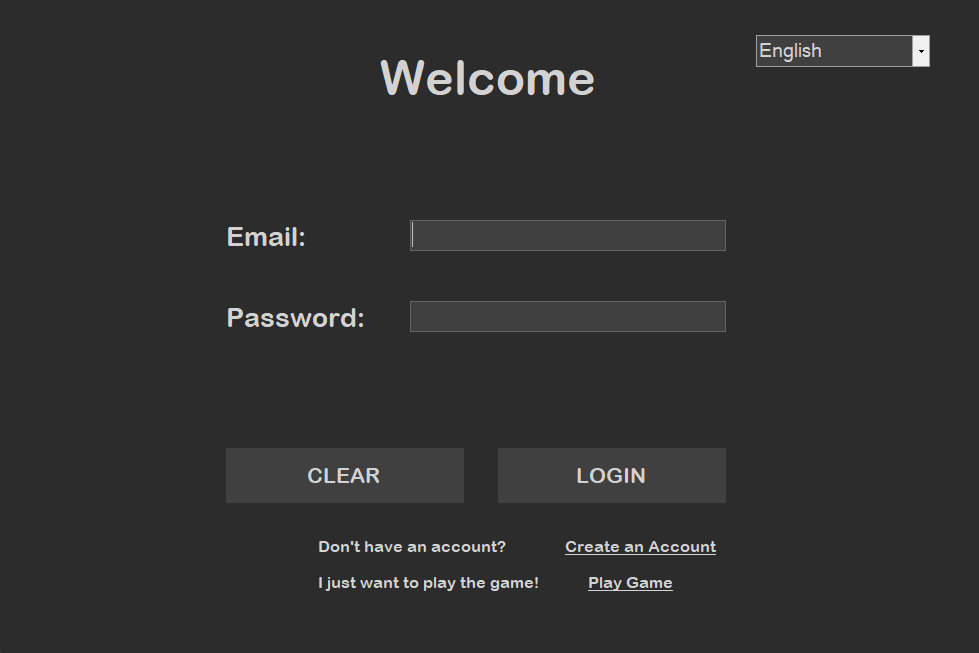 English
Welcome
Email:
Password:
CLEAR LOGIN
Don't have an account? Create an Account
I just want to play the game! Play Game